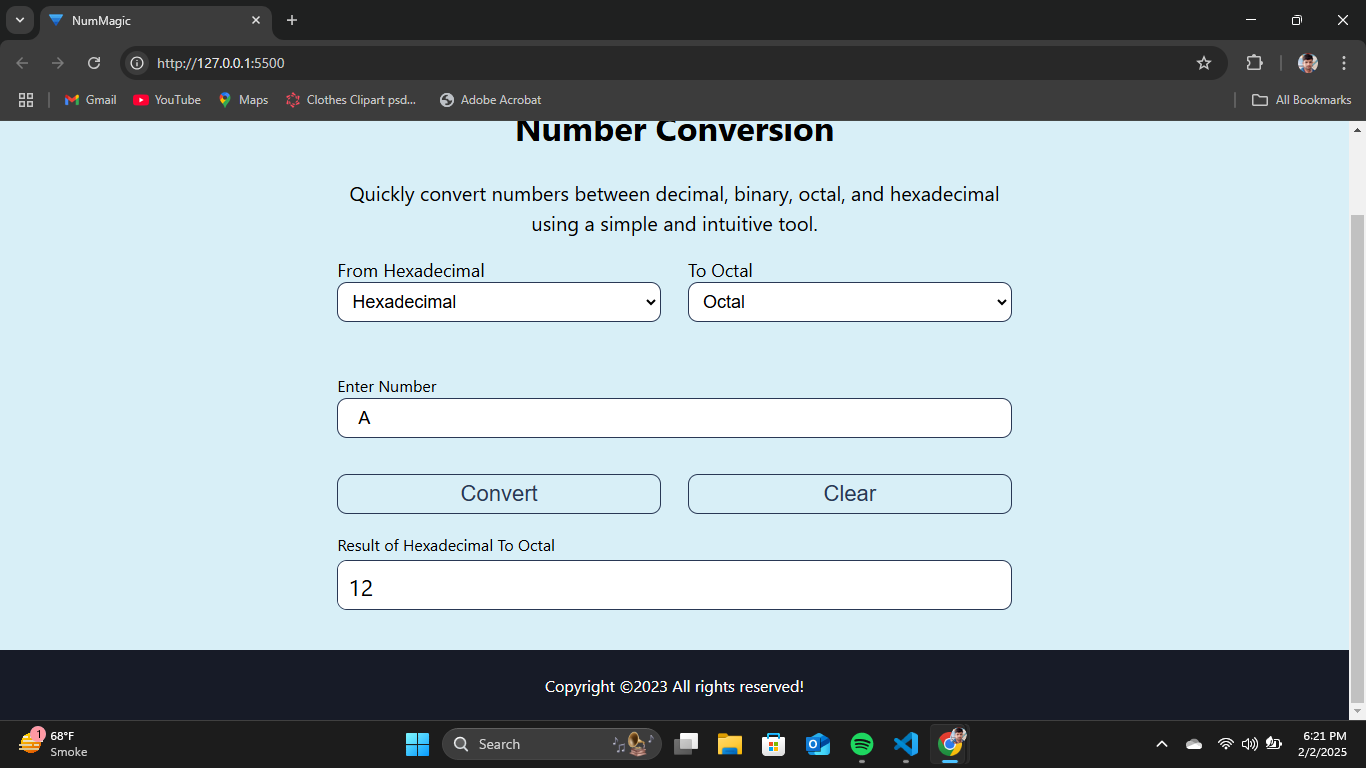 NumMagic
http://127.0.0.1:5500
Gmail
YouTube
Maps
Clothes Clipart psd...
Adobe Acrobat
All Bookmarks
Number Conversion
Quickly convert numbers between decimal, binary, octal, and hexadecimal
using a simple and intuitive tool.
From Hexadecimal
To Octal
Hexadecimal
Octal
Enter Number
A
Convert
Clear
Result of Hexadecimal To Octal
12
Copyright ©2023 All rights reserved!
1
68°F
Smoke
Search
6:21 PM
2/2/2025